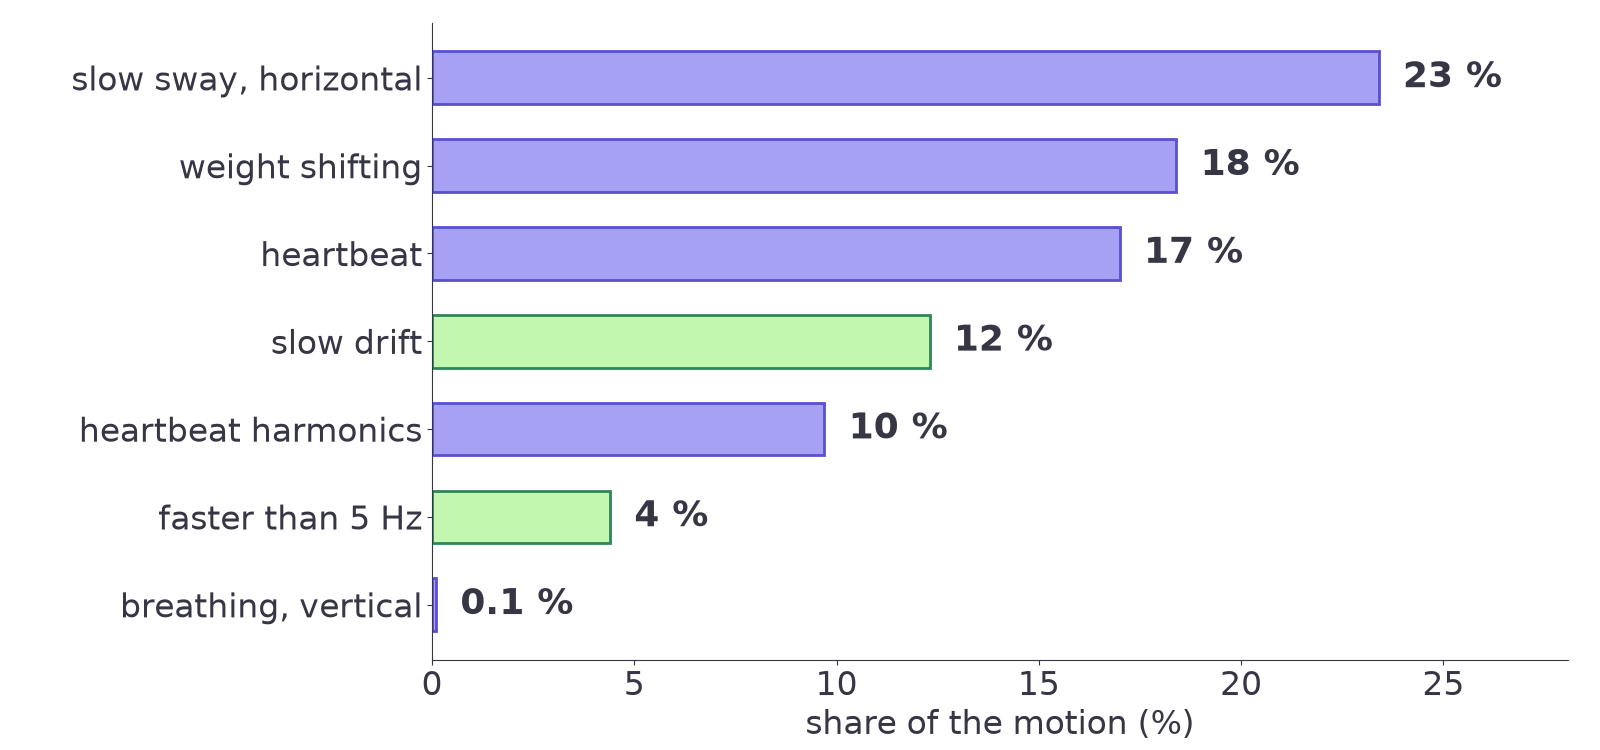 slow sway, horizontal 23 %
weight shifting 18 %
heartbeat 17 %
slow drift 12 %
heartbeat harmonics 10 %
faster than 5 Hz 4 %
breathing, vertical 0.1 %
0 5 10 15 20 25
share of the motion (%)